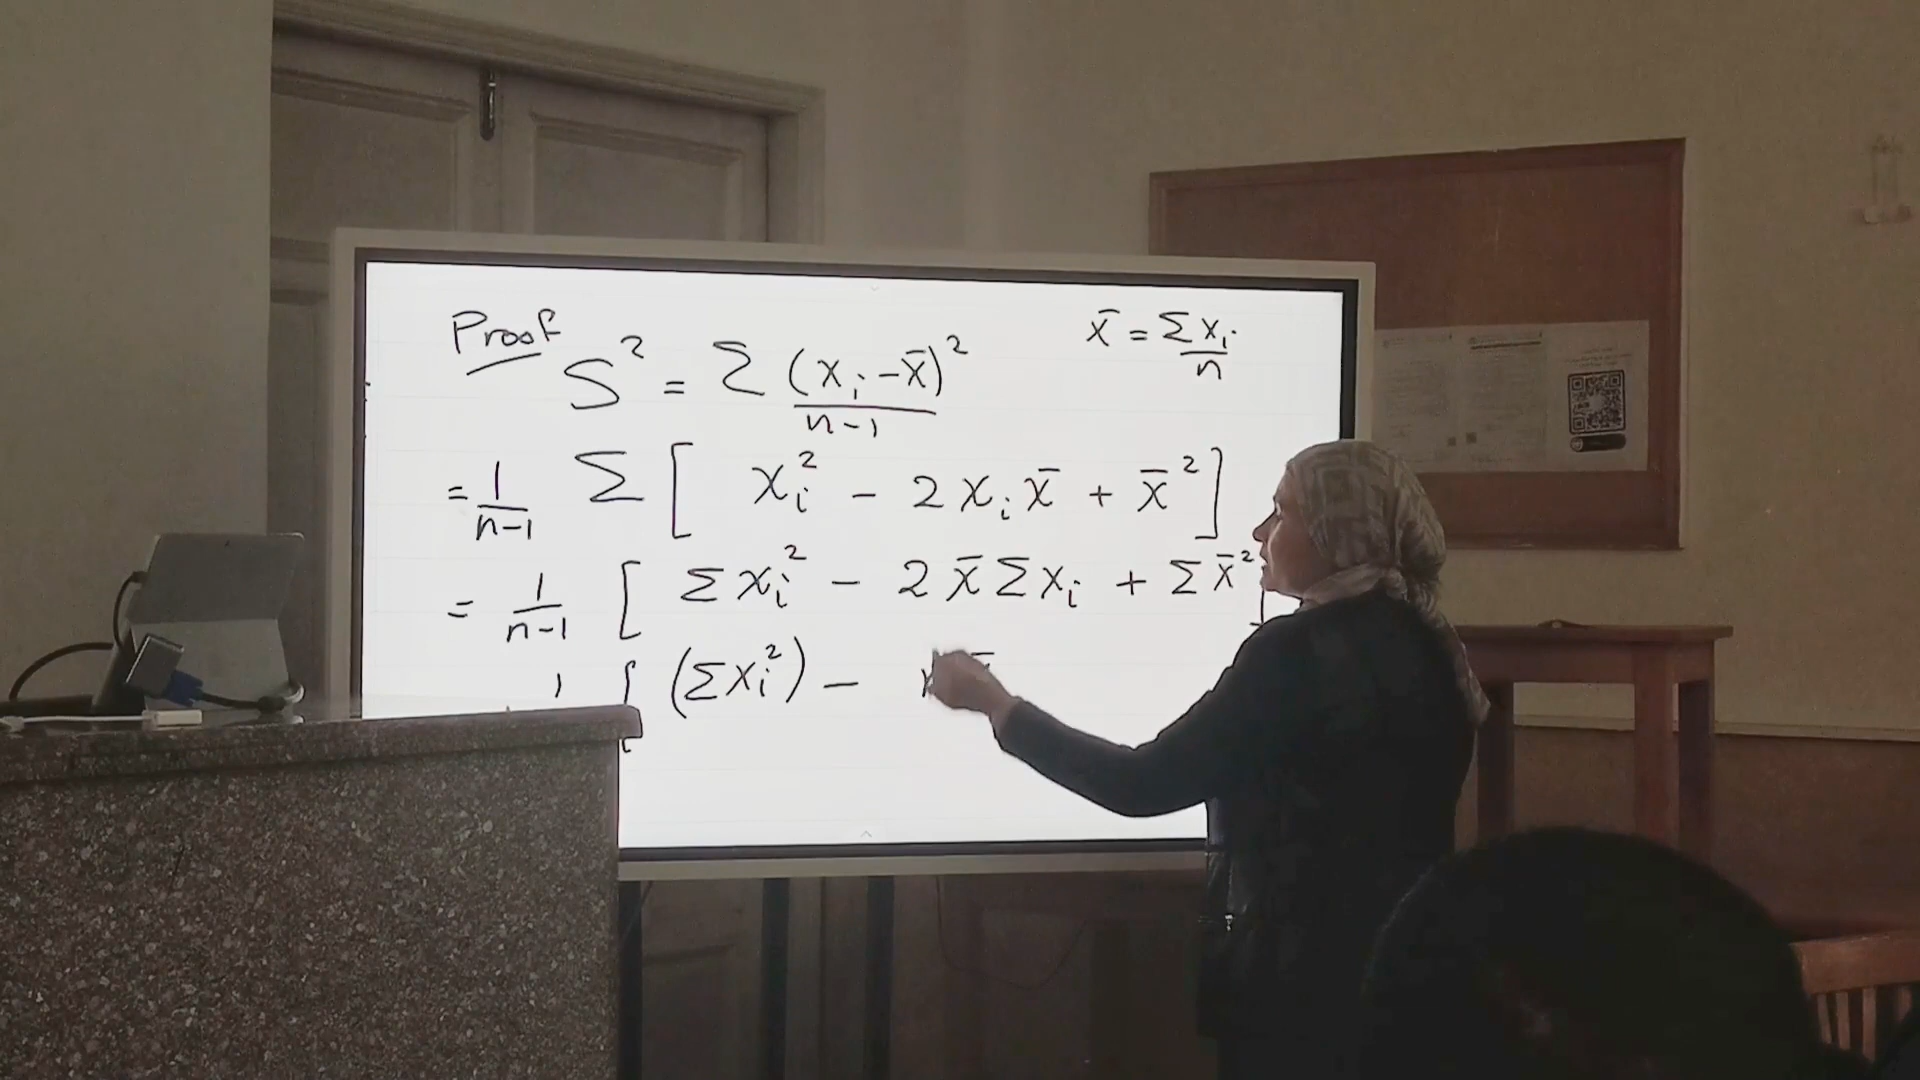 Proof
S² = Σ (xᵢ - x̄)² / n-1
x̄ = Σxᵢ / n
= 1/n-1 Σ [ xᵢ² - 2xᵢx̄ + x̄² ]
= 1/n-1 [ Σxᵢ² - 2x̄Σxᵢ + Σx̄²
1 [ (Σxᵢ²) -